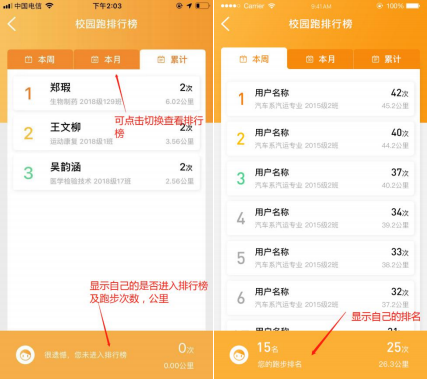 中国电信
下午2:03
校园跑排行榜
本周
本月
累计
1
郑瑕
2次
生物制药 2018级129班
6.02公里
可点击切换查看排行榜
2
王文柳
2次
运动康复 2018级1班
3.56公里
3
吴韵涵
2次
医学检验技术 2018级17班
2.56公里
显示自己的是否进入排行榜
及跑步次数，公里
很遗憾，您未进入排行榜
0次
0.00公里
Carrier
9:41AM
100%
校园跑排行榜
本周
本月
累计
1
用户名称
42次
汽车系汽运专业 2015级2班
45.2公里
2
用户名称
40次
汽车系汽运专业 2015级2班
44.2公里
3
用户名称
37次
汽车系汽运专业 2015级2班
40.2公里
4
用户名称
34次
汽车系汽运专业 2015级2班
39.2公里
5
用户名称
33次
汽车系汽运专业 2015级2班
38.2公里
6
用户名称
32次
汽车系汽运专业 2015级2班
37.2公里
显示自己的排名
15名
25次
您的跑步排名
26.3公里